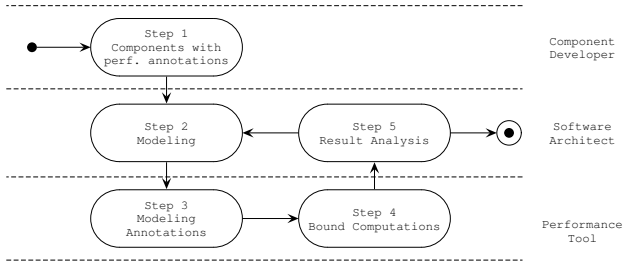 Step 1
Components with
perf. annotations
Component
Developer
Step 2
Modeling
Step 5
Result Analysis
Software
Architect
Step 3
Modeling
Annotations
Step 4
Bound Computations
Performance
Tool